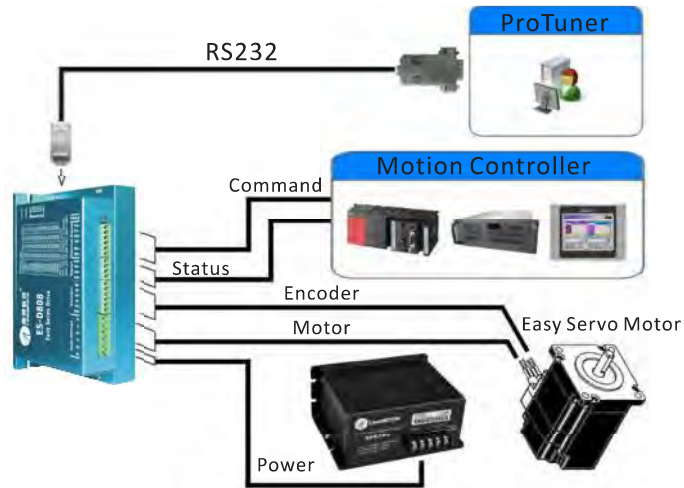 ProTuner
RS232
Motion Controller
Command
Status
Encoder
Motor
Easy Servo Motor
Power
ES-D808
Easy Servo Drive